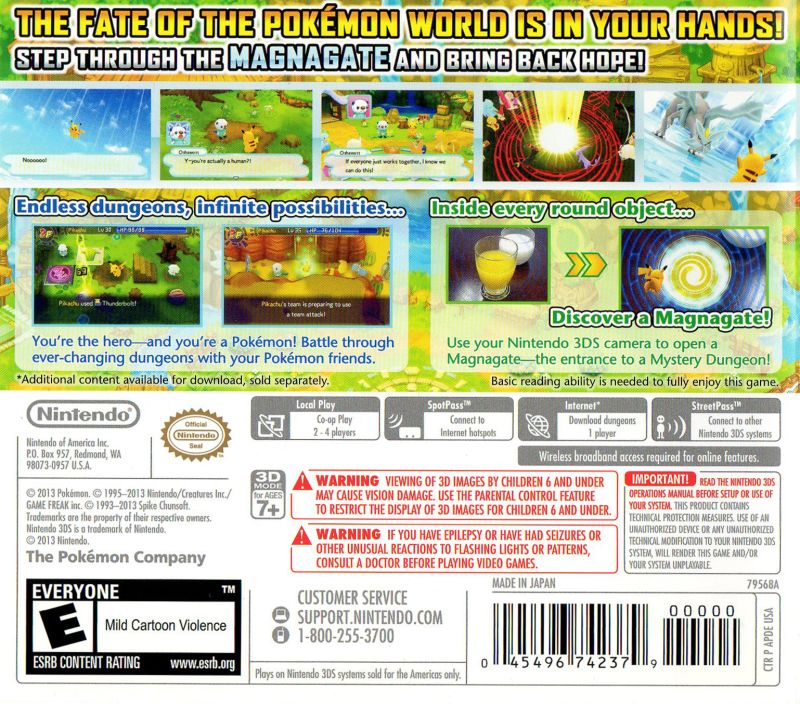 THE FATE OF THE POKÉMON WORLD IS IN YOUR HANDS!
STEP THROUGH THE MAGNAGATE AND BRING BACK HOPE!
Nooooo!
Oshawott
Y-you're actually a human?!
Oshawott
If everyone just works together, I know we
can do this!
Endless dungeons, infinite possibilities...
Pikachu used Thunderbolt!
Pikachu's team is preparing to use
a team attack!
You're the hero—and you're a Pokémon! Battle through
ever-changing dungeons with your Pokémon friends.
Inside every round object...
Discover a Magnagate!
Use your Nintendo 3DS camera to open a
Magnagate—the entrance to a Mystery Dungeon!
*Additional content available for download, sold separately.
Basic reading ability is needed to fully enjoy this game.
Nintendo®
Nintendo of America Inc.
P.O. Box 957, Redmond, WA
98073-0957 U.S.A.
Official
Nintendo
Seal
Local Play
Co-op Play
2 - 4 players
SpotPass™
Connect to
Internet hotspots
Internet*
Download dungeons
1 player
StreetPass™
Connect to other
Nintendo 3DS systems
Wireless broadband access required for online features.
© 2013 Pokémon. © 1995–2013 Nintendo/Creatures Inc./
GAME FREAK inc. © 1993–2013 Spike Chunsoft.
Trademarks are the property of their respective owners.
Nintendo 3DS is a trademark of Nintendo.
© 2013 Nintendo.
The Pokémon Company
3D
MODE
for AGES
7+
WARNING VIEWING OF 3D IMAGES BY CHILDREN 6 AND UNDER
MAY CAUSE VISION DAMAGE. USE THE PARENTAL CONTROL FEATURE
TO RESTRICT THE DISPLAY OF 3D IMAGES FOR CHILDREN 6 AND UNDER.
WARNING IF YOU HAVE EPILEPSY OR HAVE HAD SEIZURES OR
OTHER UNUSUAL REACTIONS TO FLASHING LIGHTS OR PATTERNS,
CONSULT A DOCTOR BEFORE PLAYING VIDEO GAMES.
IMPORTANT! READ THE NINTENDO 3DS
OPERATIONS MANUAL BEFORE SETUP OR USE OF
YOUR SYSTEM. THIS PRODUCT CONTAINS
TECHNICAL PROTECTION MEASURES. USE OF AN
UNAUTHORIZED DEVICE OR ANY UNAUTHORIZED
TECHNICAL MODIFICATION TO YOUR NINTENDO 3DS
SYSTEM, WILL RENDER THIS GAME AND/OR
YOUR SYSTEM UNPLAYABLE.
MADE IN JAPAN
79568A
EVERYONE
TM
E
Mild Cartoon Violence
ESRB CONTENT RATING www.esrb.org
CUSTOMER SERVICE
SUPPORT.NINTENDO.COM
1-800-255-3700
Plays on Nintendo 3DS systems sold for the Americas only.
0 45496 74237 9
00000
CTR P APDE USA